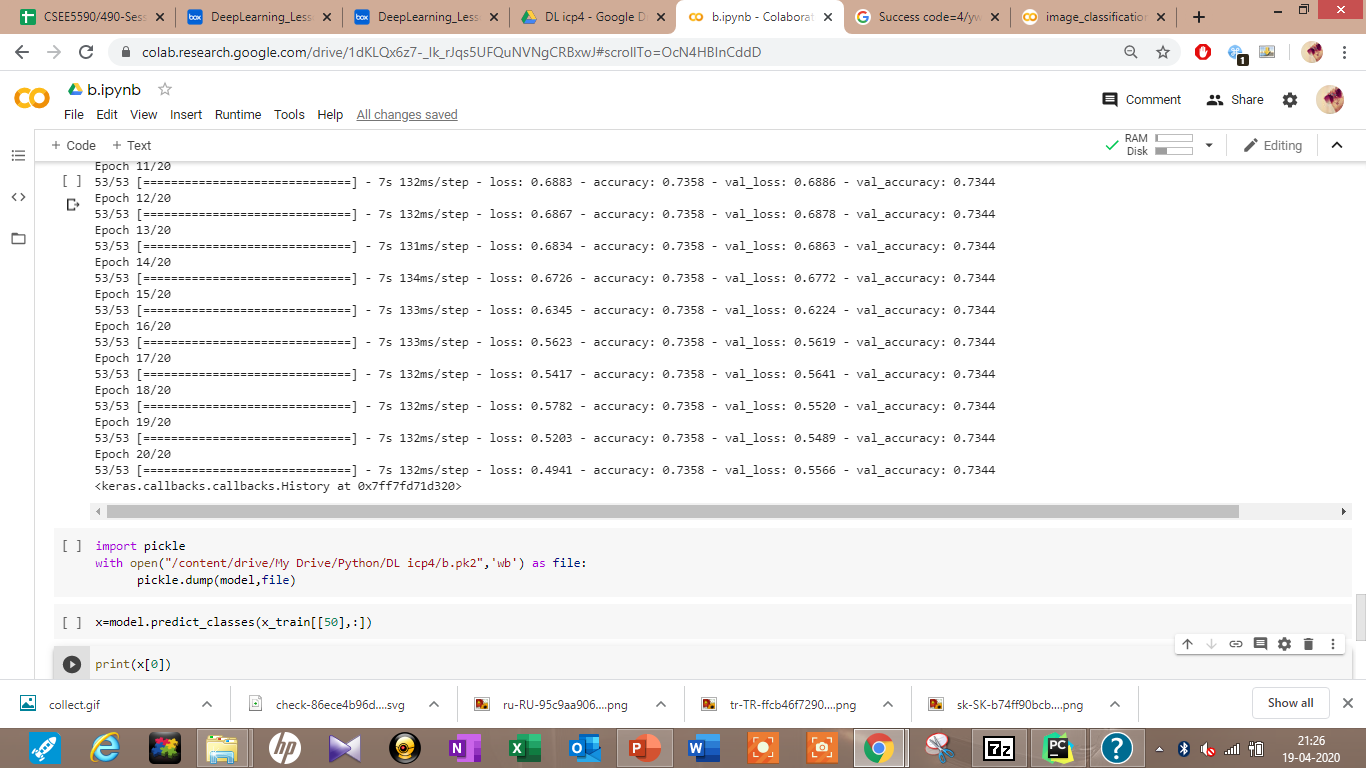 CSEE5590/490-Sess
DeepLearning_Less
DeepLearning_Less
DL icp4 - Google D
b.ipynb - Colaborat
Success code=4/yw
image_classification
colab.research.google.com/drive/1dKLQx6z7-_lk_rJqs5UFQuNVNgCRBxwJ#scrollTo=OcN4HBlnCddD
1
b.ipynb
Comment
Share
File Edit View Insert Runtime Tools Help All changes saved
+ Code + Text
RAM
Disk
Editing
Epoch 11/20
[ ] 53/53 [==============================] - 7s 132ms/step - loss: 0.6883 - accuracy: 0.7358 - val_loss: 0.6886 - val_accuracy: 0.7344
Epoch 12/20
53/53 [==============================] - 7s 132ms/step - loss: 0.6867 - accuracy: 0.7358 - val_loss: 0.6878 - val_accuracy: 0.7344
Epoch 13/20
53/53 [==============================] - 7s 131ms/step - loss: 0.6834 - accuracy: 0.7358 - val_loss: 0.6863 - val_accuracy: 0.7344
Epoch 14/20
53/53 [==============================] - 7s 134ms/step - loss: 0.6726 - accuracy: 0.7358 - val_loss: 0.6772 - val_accuracy: 0.7344
Epoch 15/20
53/53 [==============================] - 7s 133ms/step - loss: 0.6345 - accuracy: 0.7358 - val_loss: 0.6224 - val_accuracy: 0.7344
Epoch 16/20
53/53 [==============================] - 7s 133ms/step - loss: 0.5623 - accuracy: 0.7358 - val_loss: 0.5619 - val_accuracy: 0.7344
Epoch 17/20
53/53 [==============================] - 7s 132ms/step - loss: 0.5417 - accuracy: 0.7358 - val_loss: 0.5641 - val_accuracy: 0.7344
Epoch 18/20
53/53 [==============================] - 7s 132ms/step - loss: 0.5782 - accuracy: 0.7358 - val_loss: 0.5520 - val_accuracy: 0.7344
Epoch 19/20
53/53 [==============================] - 7s 132ms/step - loss: 0.5203 - accuracy: 0.7358 - val_loss: 0.5489 - val_accuracy: 0.7344
Epoch 20/20
53/53 [==============================] - 7s 132ms/step - loss: 0.4941 - accuracy: 0.7358 - val_loss: 0.5566 - val_accuracy: 0.7344
<keras.callbacks.callbacks.History at 0x7ff7fd71d320>
[ ] import pickle
with open("/content/drive/My Drive/Python/DL icp4/b.pk2",'wb') as file:
pickle.dump(model,file)
[ ] x=model.predict_classes(x_train[[50],:])
print(x[0])
collect.gif
check-86ece4b96d....svg
ru-RU-95c9aa906....png
tr-TR-ffcb46f7290....png
sk-SK-b74ff90bcb....png
Show all
21:26
19-04-2020